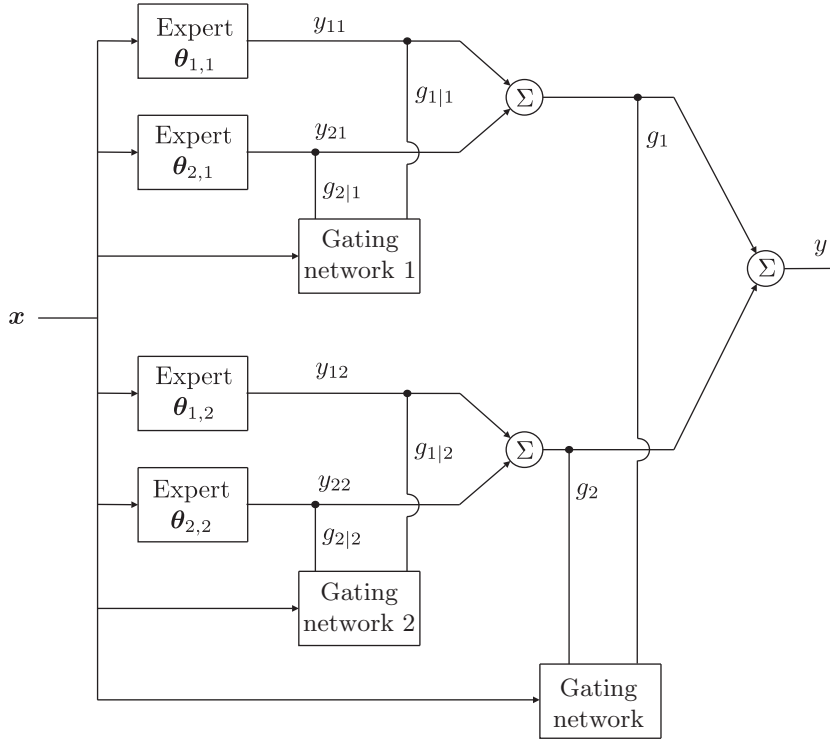 Expert
θ1,1
y11
g1|1
Σ
g1
Expert
θ2,1
y21
g2|1
Gating
network 1
Σ
y
x
Expert
θ1,2
y12
g1|2
Σ
g2
Expert
θ2,2
y22
g2|2
Gating
network 2
Gating
network